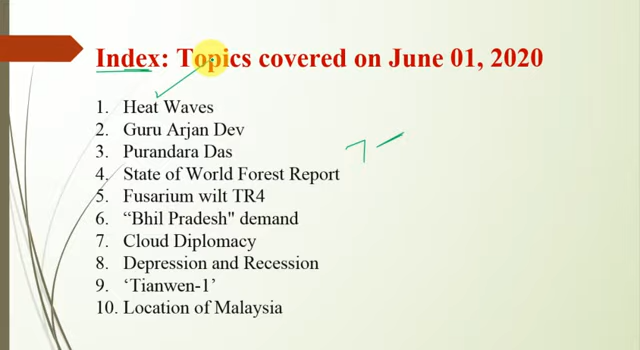 Index: Topics covered on June 01, 2020
1. Heat Waves
2. Guru Arjan Dev
3. Purandara Das
4. State of World Forest Report
5. Fusarium wilt TR4
6. “Bhil Pradesh" demand
7. Cloud Diplomacy
8. Depression and Recession
9. ‘Tianwen-1’
10. Location of Malaysia